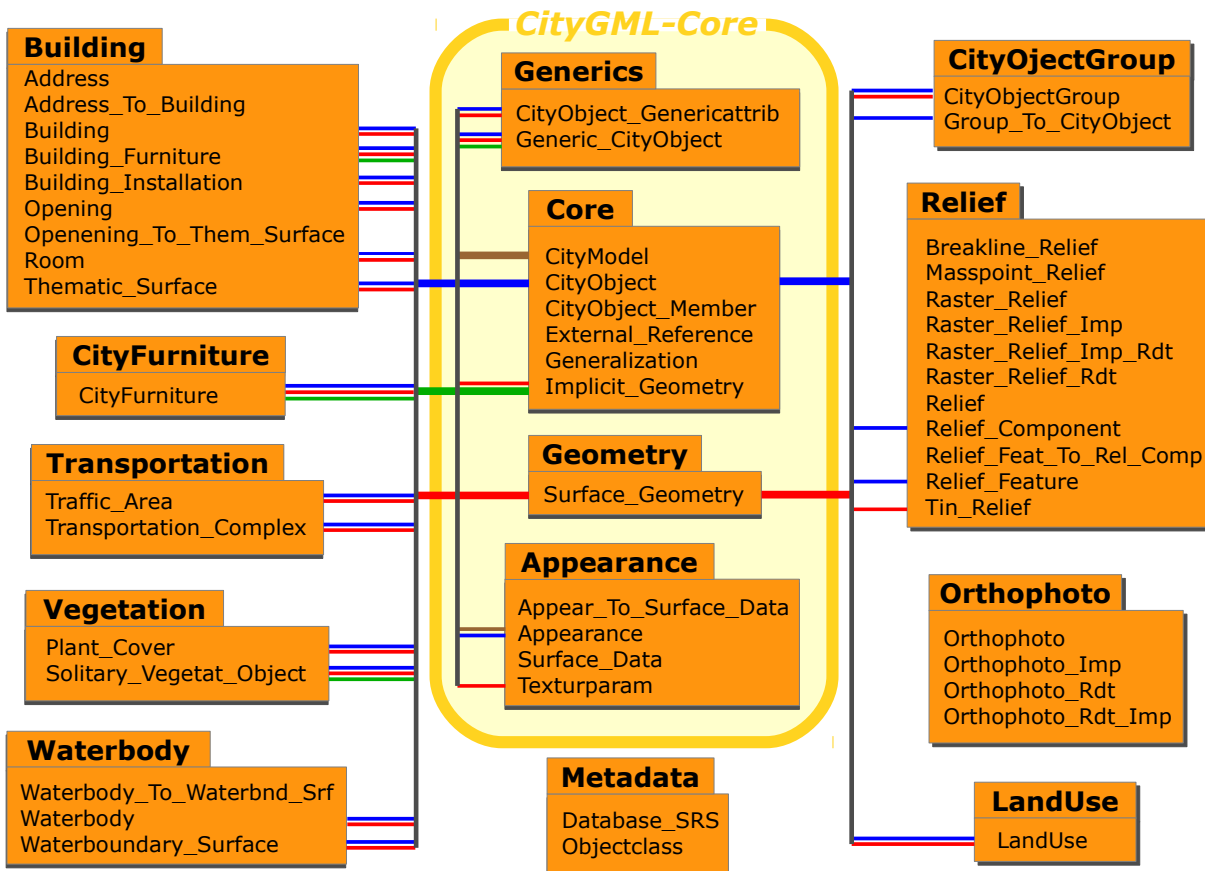 CityGML-Core
Building
Address
Address_To_Building
Building
Building_Furniture
Building_Installation
Opening
Openening_To_Them_Surface
Room
Thematic_Surface
CityFurniture
CityFurniture
Transportation
Traffic_Area
Transportation_Complex
Vegetation
Plant_Cover
Solitary_Vegetat_Object
Waterbody
Waterbody_To_Waterbnd_Srf
Waterbody
Waterboundary_Surface
Generics
CityObject_Genericattrib
Generic_CityObject
Core
CityModel
CityObject
CityObject_Member
External_Reference
Generalization
Implicit_Geometry
Geometry
Surface_Geometry
Appearance
Appear_To_Surface_Data
Appearance
Surface_Data
Texturparam
Metadata
Database_SRS
Objectclass
CityOjectGroup
CityObjectGroup
Group_To_CityObject
Relief
Breakline_Relief
Masspoint_Relief
Raster_Relief
Raster_Relief_Imp
Raster_Relief_Imp_Rdt
Raster_Relief_Rdt
Relief
Relief_Component
Relief_Feat_To_Rel_Comp
Relief_Feature
Tin_Relief
Orthophoto
Orthophoto
Orthophoto_Imp
Orthophoto_Rdt
Orthophoto_Rdt_Imp
LandUse
LandUse